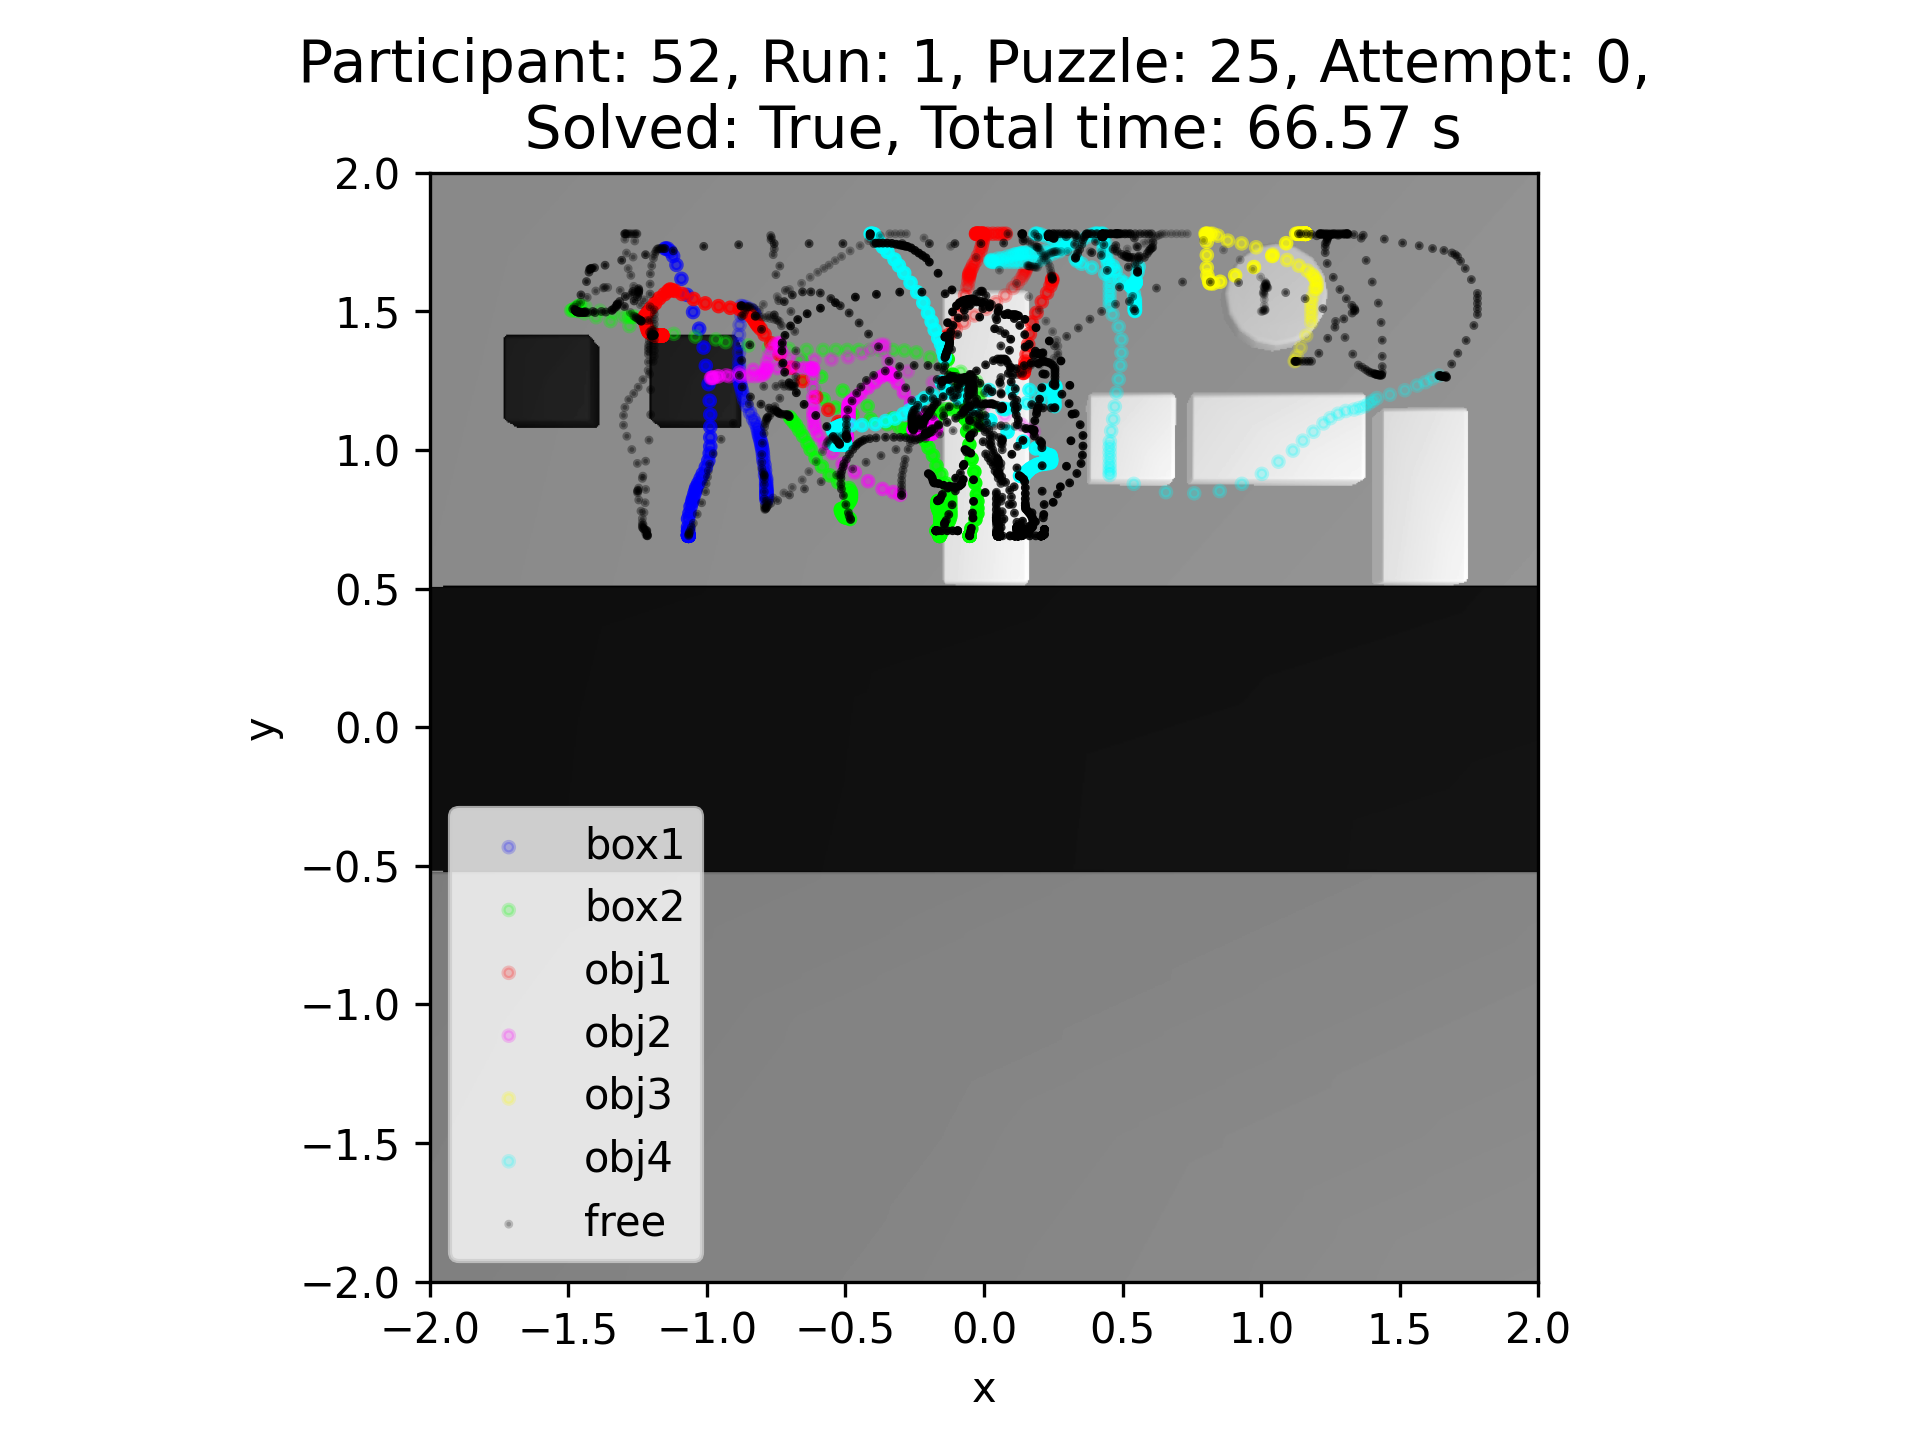 Participant: 52, Run: 1, Puzzle: 25, Attempt: 0,
Solved: True, Total time: 66.57 s
2.0
1.5
1.0
0.5
0.0
−0.5
−1.0
−1.5
−2.0
y
box1
box2
obj1
obj2
obj3
obj4
free
−2.0 −1.5 −1.0 −0.5 0.0 0.5 1.0 1.5 2.0
x